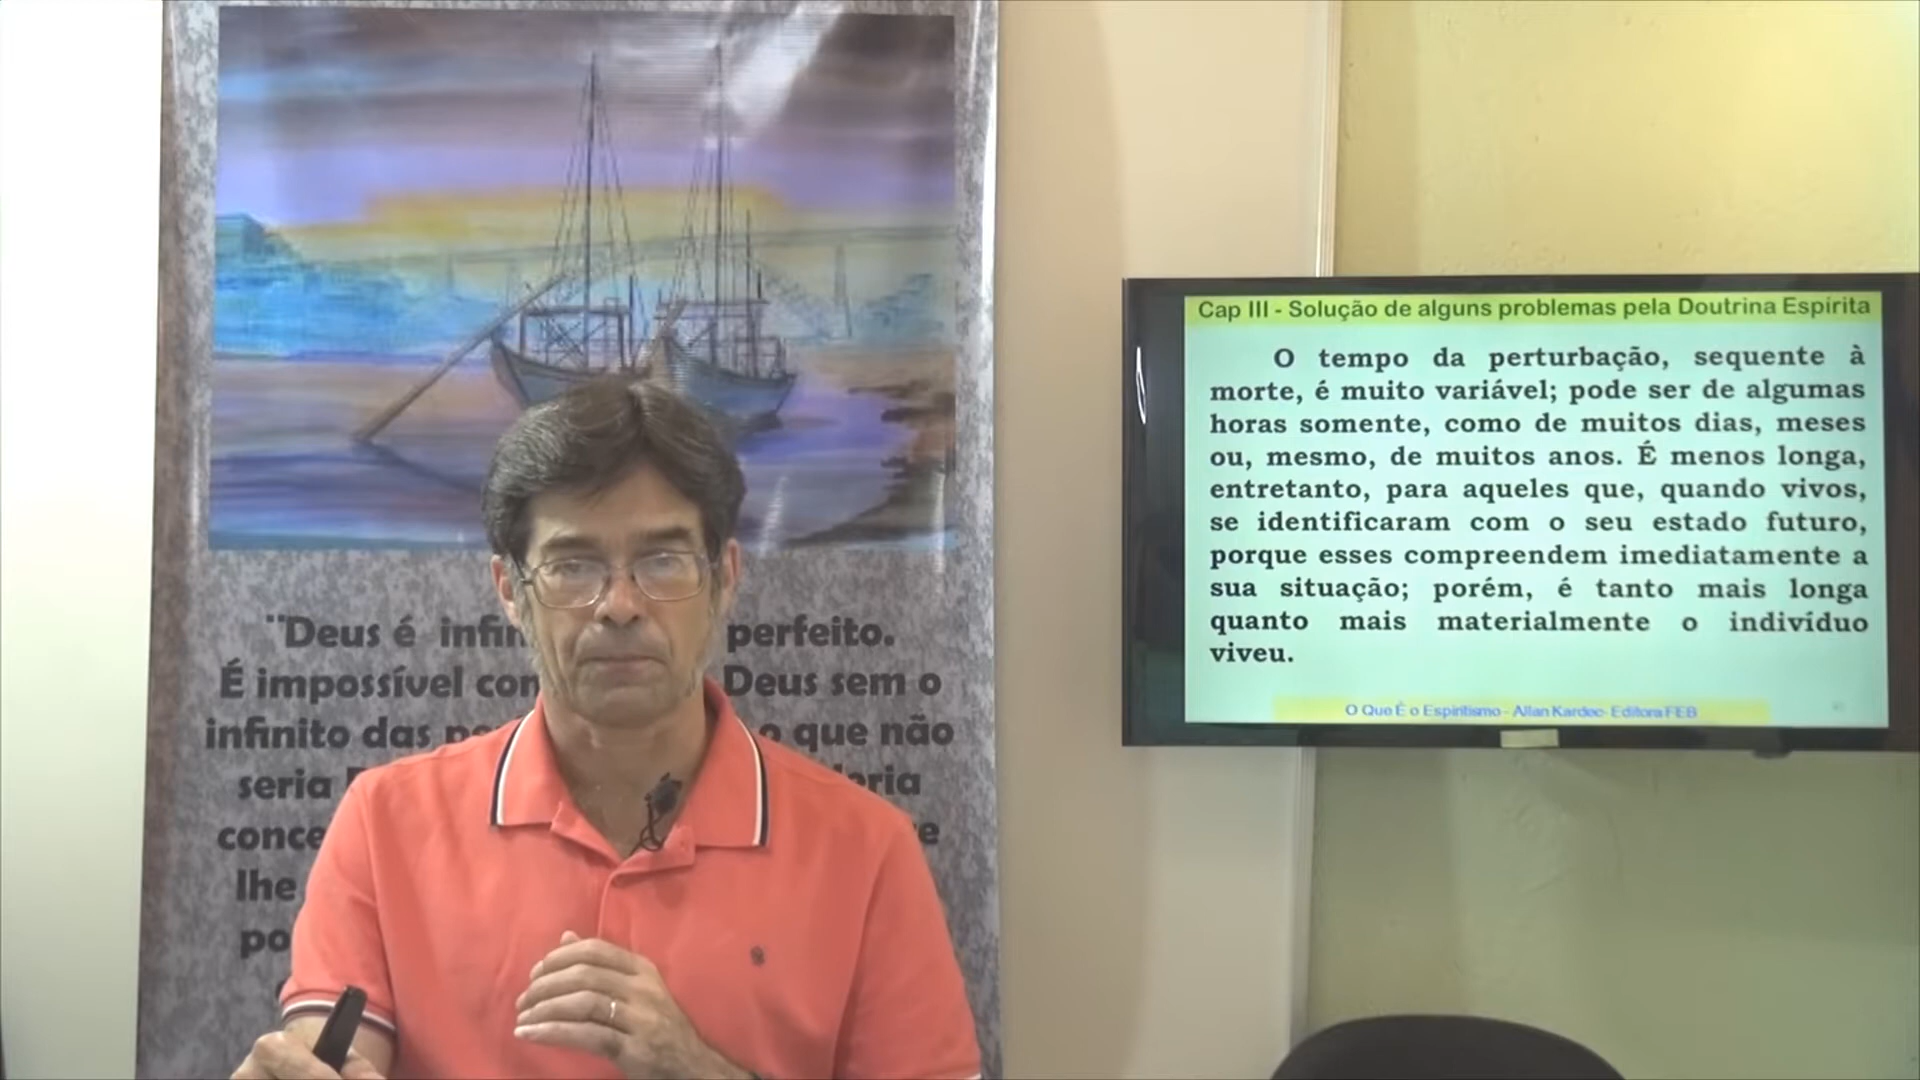 ¨Deus é infin perfeito.
É impossível con Deus sem o
infinito das pe o que não
seria eria
conce e
lhe
po
Cap III - Solução de alguns problemas pela Doutrina Espírita
O tempo da perturbação, sequente à
morte, é muito variável; pode ser de algumas
horas somente, como de muitos dias, meses
ou, mesmo, de muitos anos. É menos longa,
entretanto, para aqueles que, quando vivos,
se identificaram com o seu estado futuro,
porque esses compreendem imediatamente a
sua situação; porém, é tanto mais longa
quanto mais materialmente o indivíduo
viveu.
O Que É o Espiritismo - Allan Kardec- Editora FEB